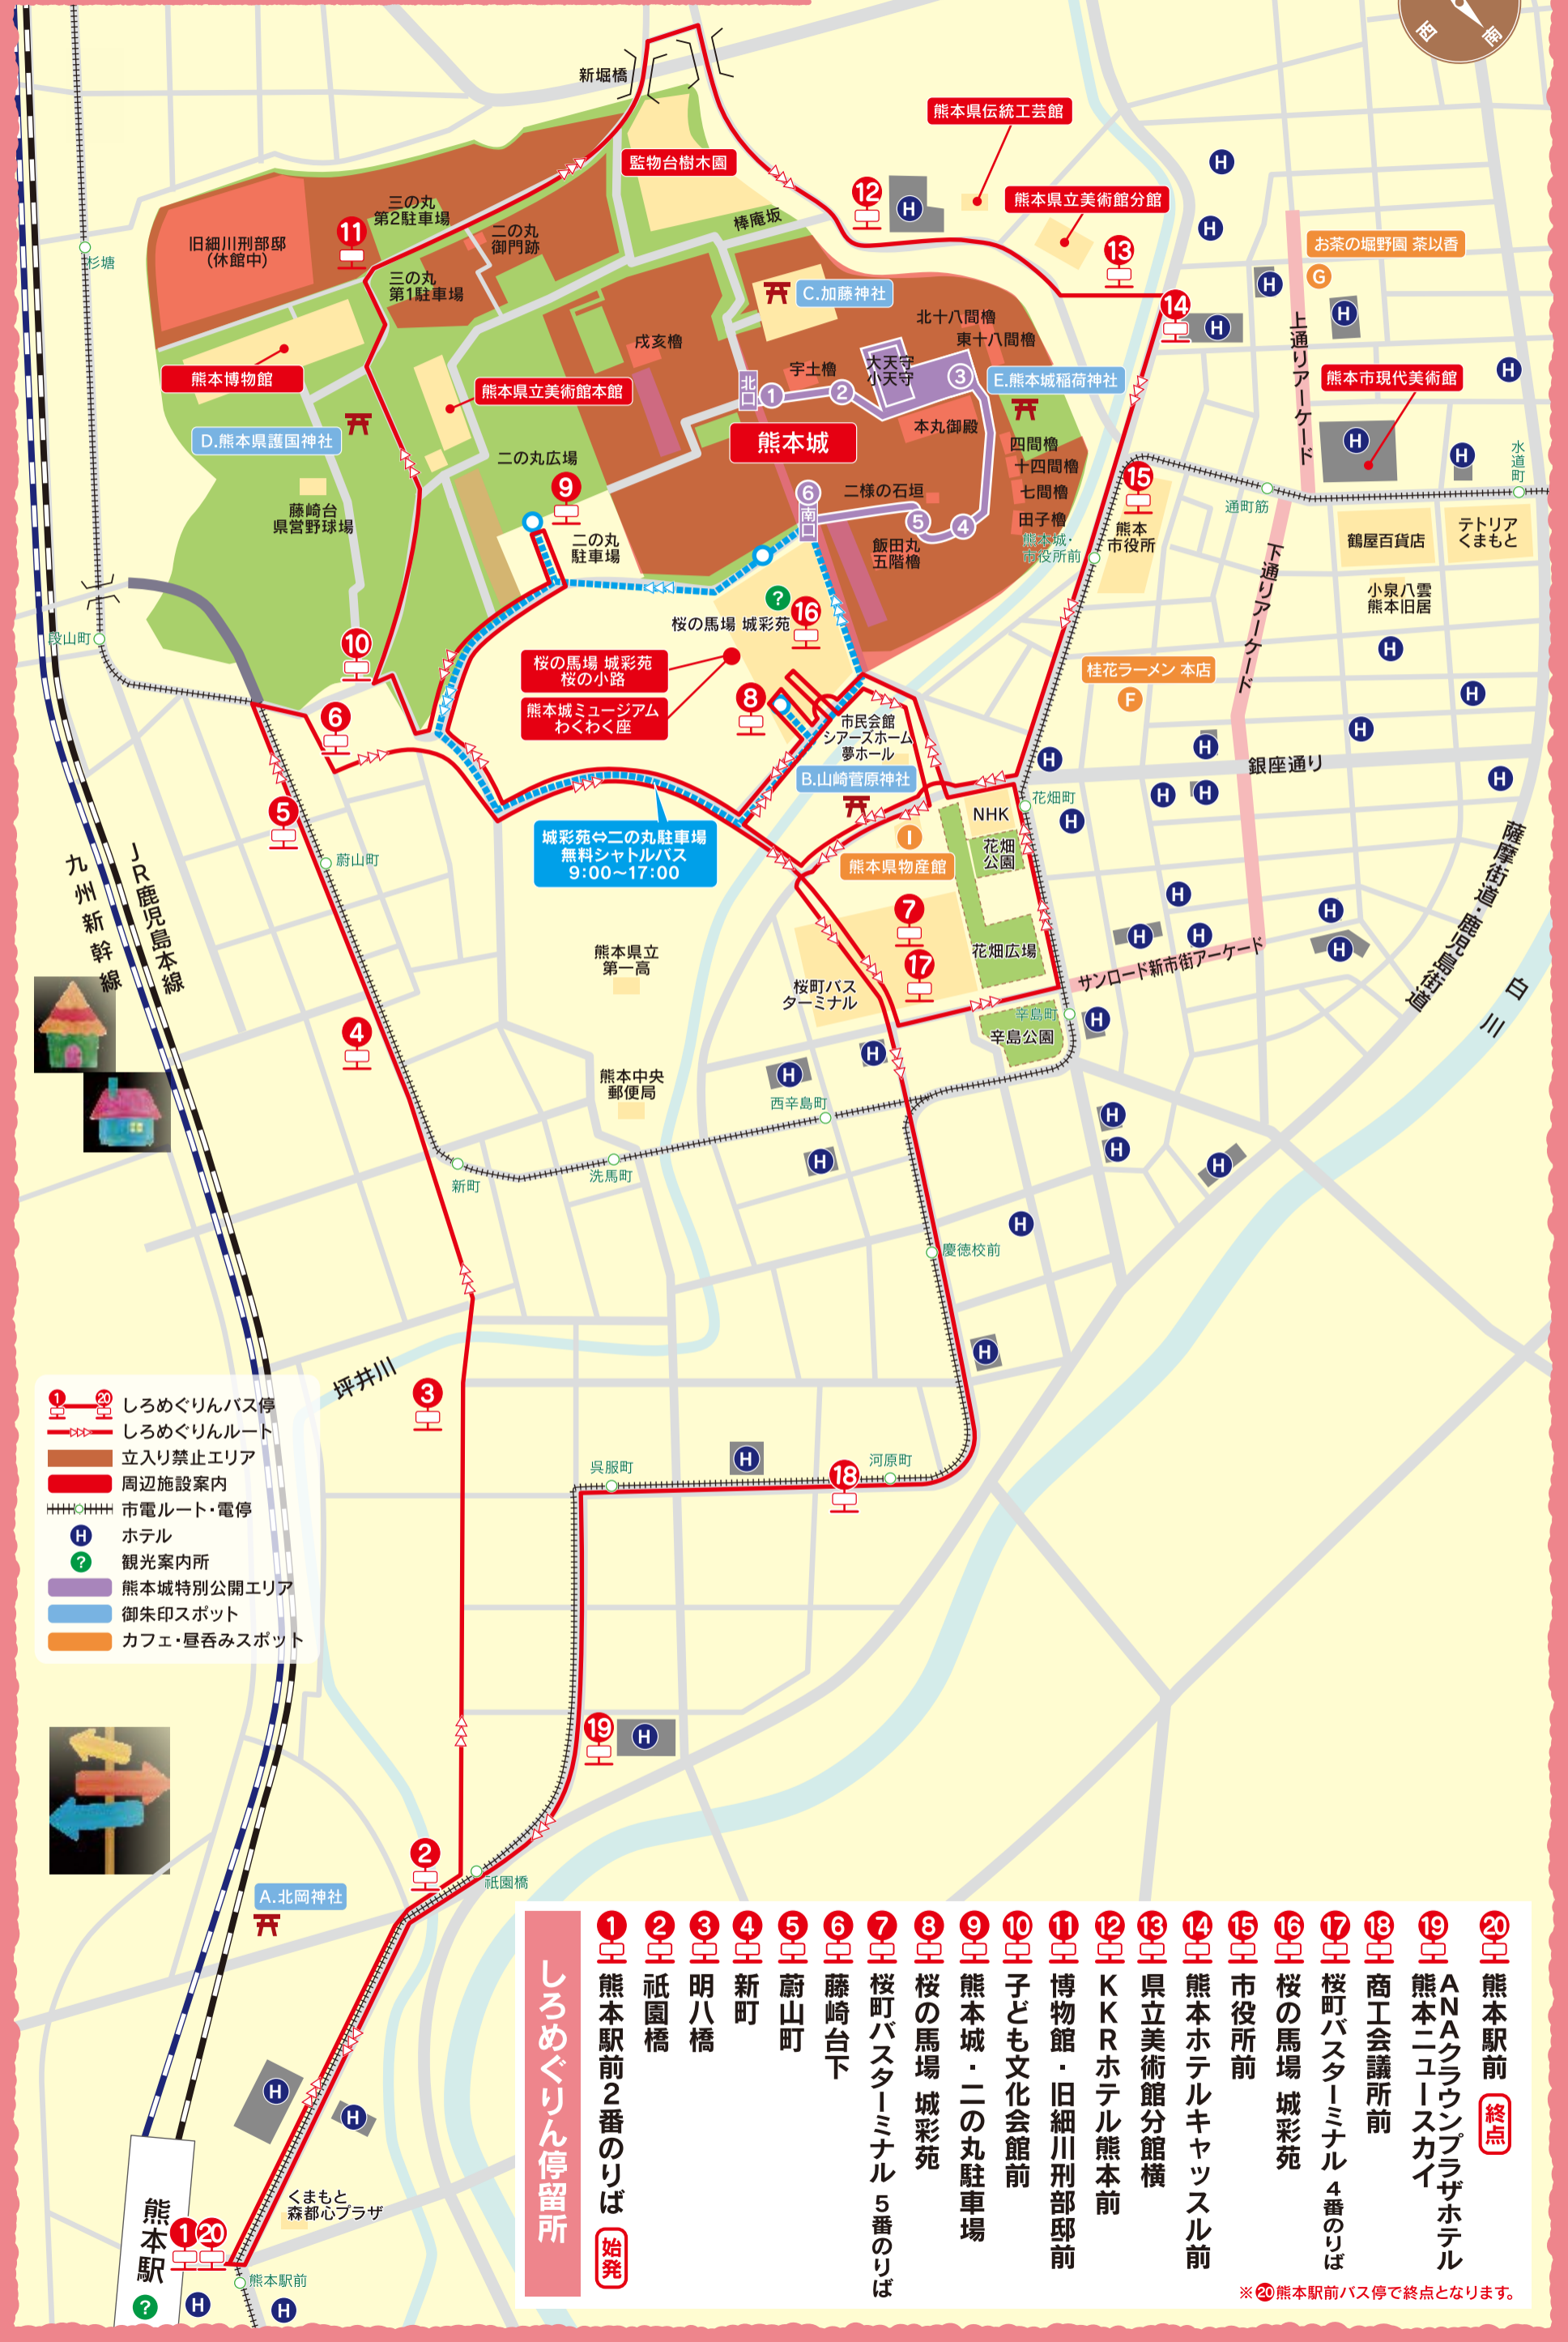 西
南
新堀橋
熊本県伝統工芸館
監物台樹木園
12
H
熊本県立美術館分館
三の丸
第2駐車場
11
二の丸
御門跡
棒庵坂
13
旧細川刑部邸
(休館中)
お茶の堀野園 茶以香
G
杉塘
三の丸
第1駐車場
C.加藤神社
14
H
H
H
H
H
北十八間櫓
東十八間櫓
戌亥櫓
宇土櫓
大天守
小天守
上通りアーケード
熊本博物館
熊本県立美術館本館
北口
1
2
3
E.熊本城稲荷神社
熊本市現代美術館
H
H
H
D.熊本県護国神社
熊本城
本丸御殿
四間櫓
十四間櫓
七間櫓
田子櫓
水道町
二の丸広場
9
6
南口
二様の石垣
5
4
15
通町筋
藤崎台
県営野球場
二の丸
駐車場
飯田丸
五階櫓
熊本城・
市役所前
熊本
市役所
鶴屋百貨店
テトリア
くまもと
下通りアーケード
小泉八雲
熊本旧居
?
16
桜の馬場 城彩苑
段山町
10
桜の馬場 城彩苑
桜の小路
熊本城ミュージアム
わくわく座
8
桂花ラーメン 本店
F
H
H
H
H
6
市民会館
シアーズホーム
夢ホール
B.山崎菅原神社
H
H
銀座通り
H
H
5
花畑町
H
NHK
花畑
公園
I
熊本県物産館
城彩苑⇔二の丸駐車場
無料シャトルバス
9:00〜17:00
蔚山町
JR鹿児島本線
九州新幹線
薩摩街道・鹿児島街道
7
17
H
H
H
H
H
熊本県立
第一高
桜町バス
ターミナル
花畑広場
サンロード新市街アーケード
白川
4
辛島町
辛島公園
H
H
H
熊本中央
郵便局
西辛島町
H
H
H
新町
洗馬町
H
H
慶徳校前
H
坪井川
3
呉服町
H
18
河原町
1
20
しろめぐりんバス停
しろめぐりんルート
立入り禁止エリア
周辺施設案内
市電ルート・電停
H
ホテル
?
観光案内所
熊本城特別公開エリア
御朱印スポット
カフェ・昼呑みスポット
19
H
2
祇園橋
A.北岡神社
H
H
くまもと
森都心プラザ
熊本駅
1
20
熊本駅前
?
H
H
しろめぐりん停留所
1 熊本駅前2番のりば 始発
2 祇園橋
3 明八橋
4 新町
5 蔚山町
6 藤崎台下
7 桜町バスターミナル 5番のりば
8 桜の馬場 城彩苑
9 熊本城・二の丸駐車場
10 子ども文化会館前
11 博物館・旧細川刑部邸前
12 KKRホテル熊本前
13 県立美術館分館横
14 熊本ホテルキャッスル前
15 市役所前
16 桜の馬場 城彩苑
17 桜町バスターミナル 4番のりば
18 商工会議所前
19 ANAクラウンプラザホテル
熊本ニュースカイ
20 熊本駅前 終点
※20熊本駅前バス停で終点となります。